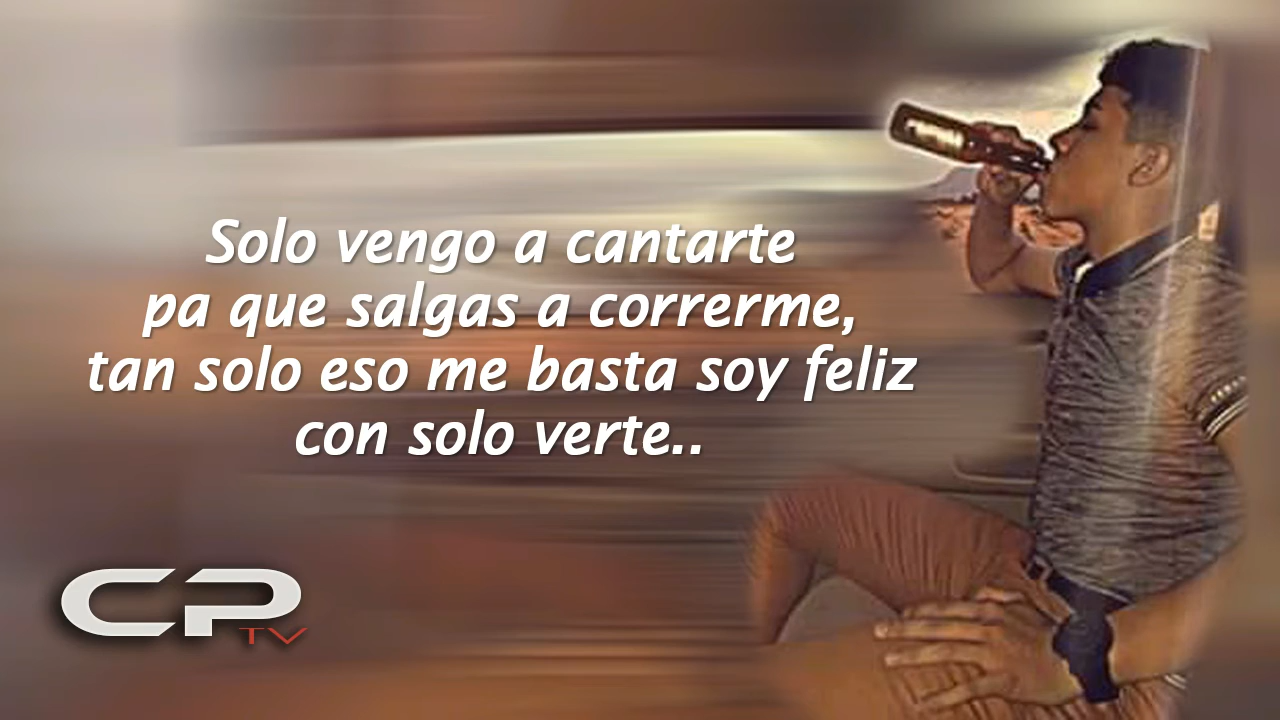 Solo vengo a cantarte
pa que salgas a correrme,
tan solo eso me basta soy feliz
con solo verte..
CP
TV